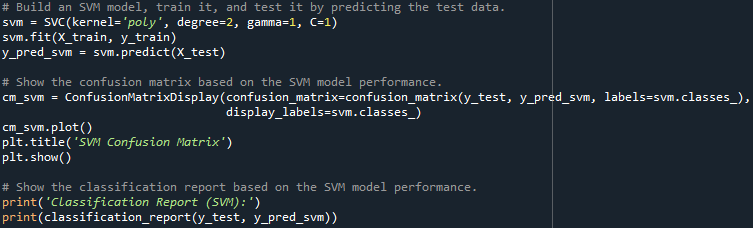 # Build an SVM model, train it, and test it by predicting the test data.
svm = SVC(kernel='poly', degree=2, gamma=1, C=1)
svm.fit(X_train, y_train)
y_pred_svm = svm.predict(X_test)
# Show the confusion matrix based on the SVM model performance.
cm_svm = ConfusionMatrixDisplay(confusion_matrix=confusion_matrix(y_test, y_pred_svm, labels=svm.classes_),
display_labels=svm.classes_)
cm_svm.plot()
plt.title('SVM Confusion Matrix')
plt.show()
# Show the classification report based on the SVM model performance.
print('Classification Report (SVM):')
print(classification_report(y_test, y_pred_svm))